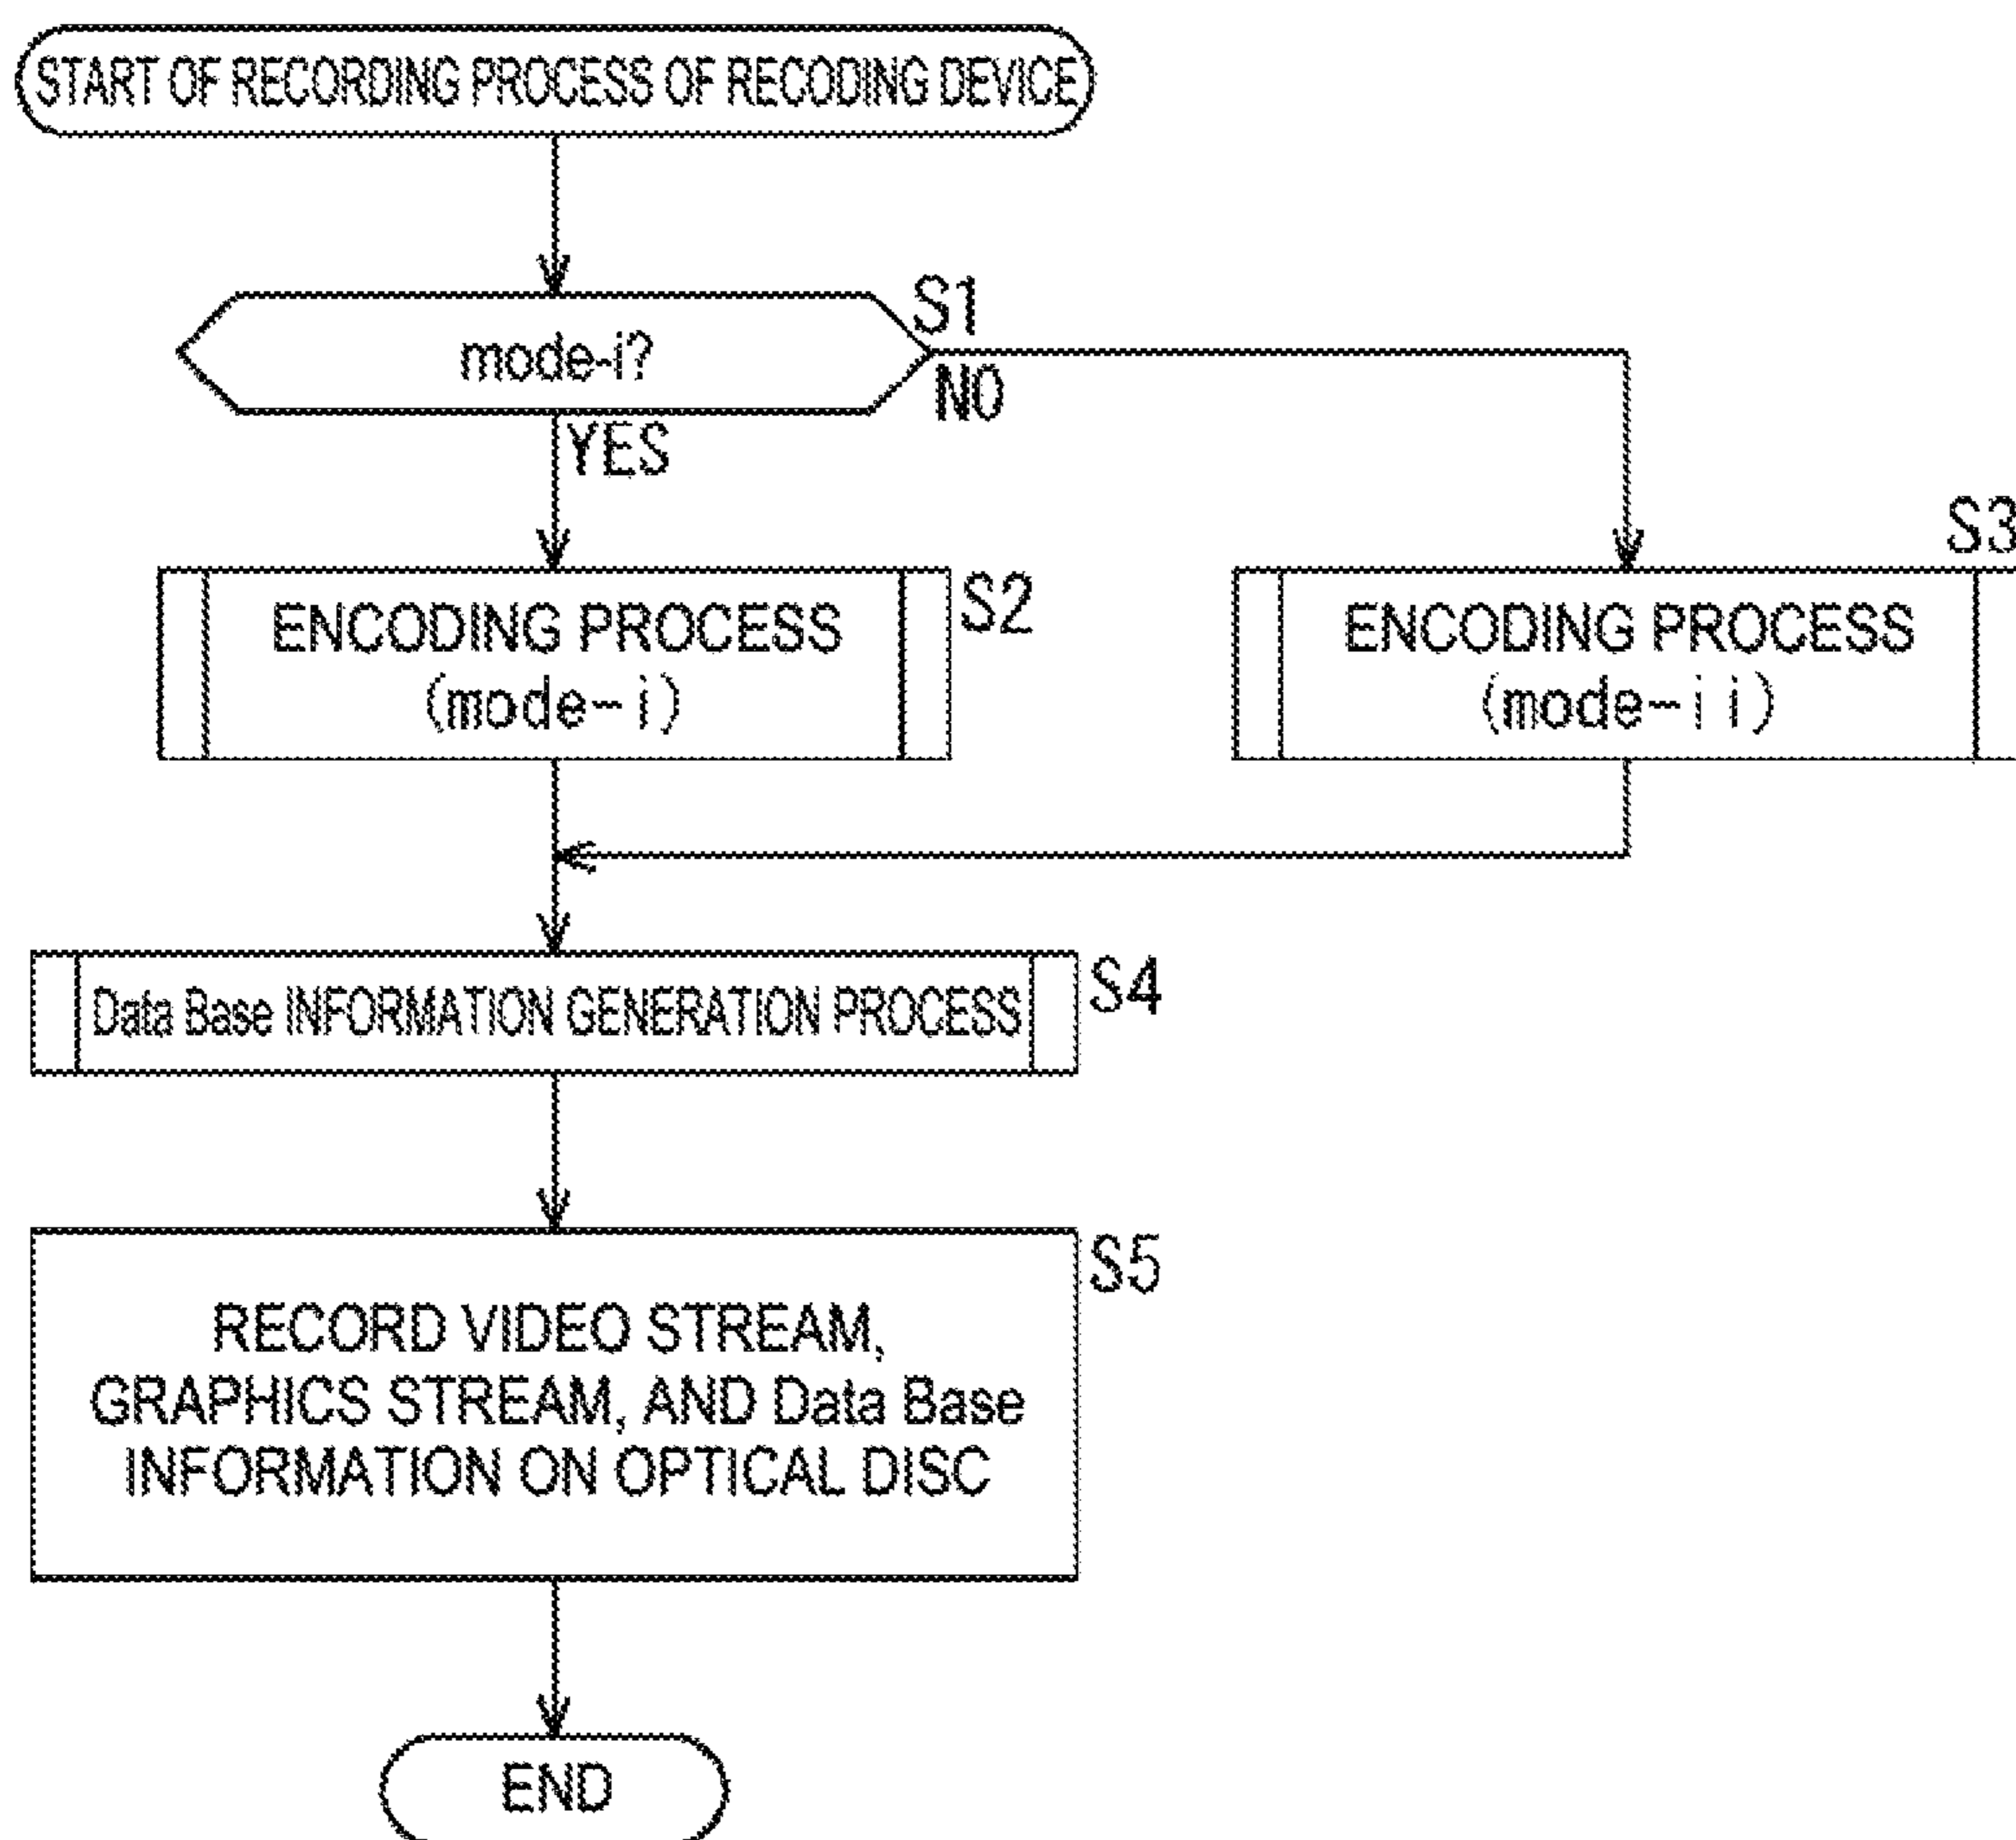 START OF RECORDING PROCESS OF RECODING DEVICE
S1
mode-i?
NO
YES
S3
S2
ENCODING PROCESS
(mode-i)
ENCODING PROCESS
(mode-ii)
S4
Data Base INFORMATION GENERATION PROCESS
S5
RECORD VIDEO STREAM,
GRAPHICS STREAM, AND Data Base
INFORMATION ON OPTICAL DISC
END